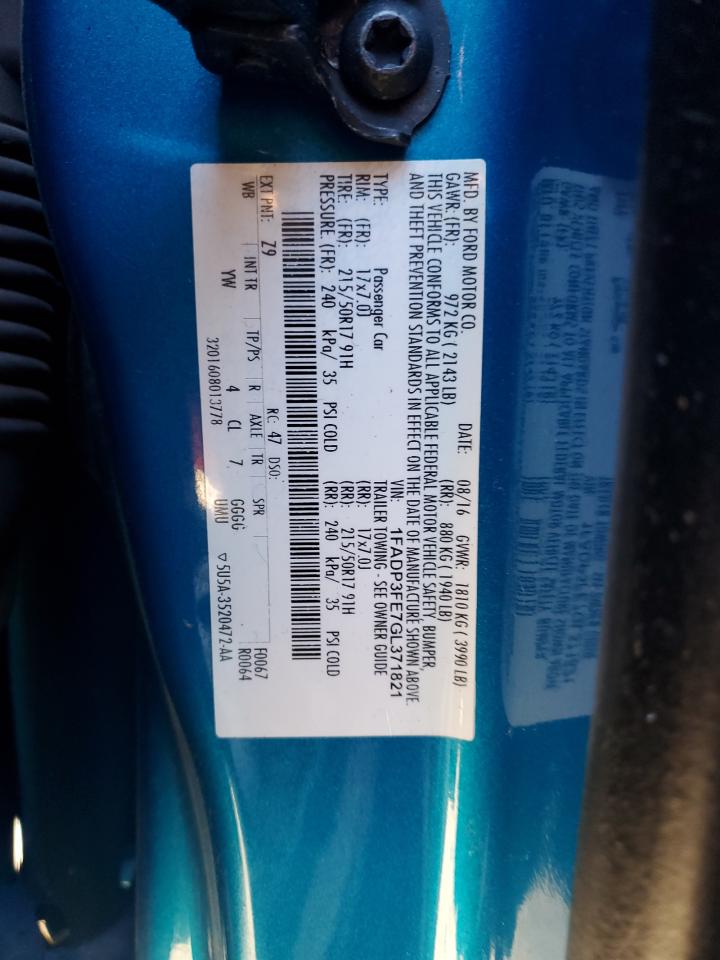 MFD. BY FORD MOTOR CO. DATE: 08/16 GVWR: 1810 KG ( 3990 LB)
GAWR: (FR): 972 KG ( 2143 LB) (RR): 880 KG ( 1940 LB)
THIS VEHICLE CONFORMS TO ALL APPLICABLE FEDERAL MOTOR VEHICLE SAFETY, BUMPER,
AND THEFT PREVENTION STANDARDS IN EFFECT ON THE DATE OF MANUFACTURE SHOWN ABOVE.
VIN: 1FADP3FE7GL371821
TYPE: Passenger Car TRAILER TOWING - SEE OWNER GUIDE
RIM: (FR): 17x7.0J (RR): 17x7.0J
TIRE: (FR): 215/50R17 91H (RR): 215/50R17 91H
PRESSURE: (FR): 240 kPa/ 35 PSI COLD (RR): 240 kPa/ 35 PSI COLD
EXT PNT: Z9 RC: 47 DSO: F0067
WB INT TR TP/PS R AXLE TR SPR R0064
YW 4 CL 7 GGGG
UMU ▽5U5A-3520472-AA
3201608013778